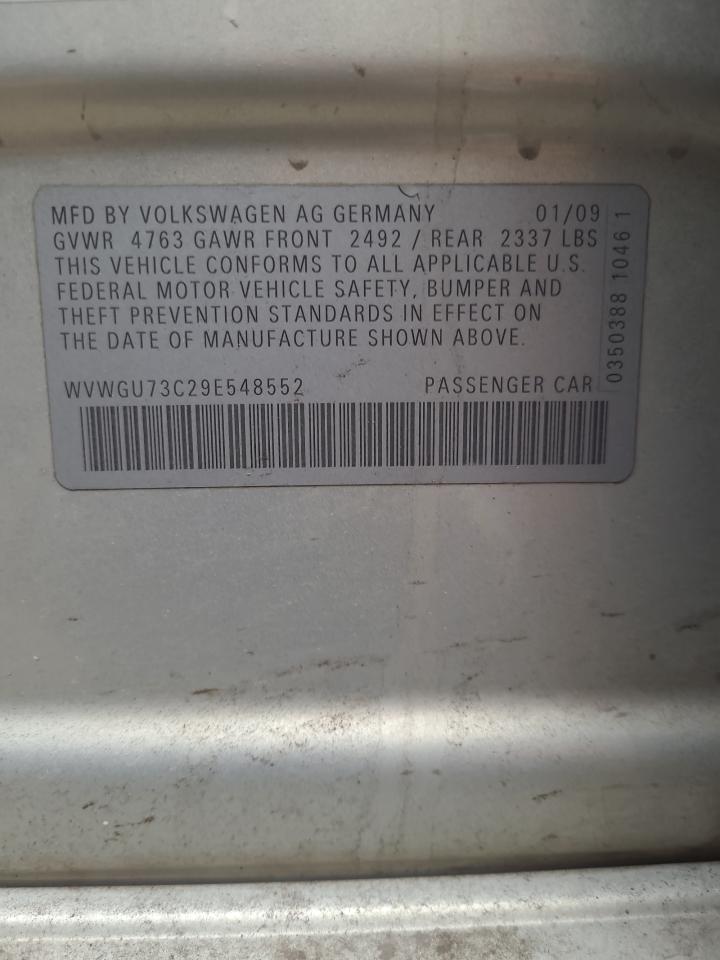 MFD BY VOLKSWAGEN AG GERMANY 01/09
GVWR 4763 GAWR FRONT 2492 / REAR 2337 LBS
THIS VEHICLE CONFORMS TO ALL APPLICABLE U.S.
FEDERAL MOTOR VEHICLE SAFETY, BUMPER AND
THEFT PREVENTION STANDARDS IN EFFECT ON
THE DATE OF MANUFACTURE SHOWN ABOVE.
WVWGU73C29E548552 PASSENGER CAR
0350388 1046 1